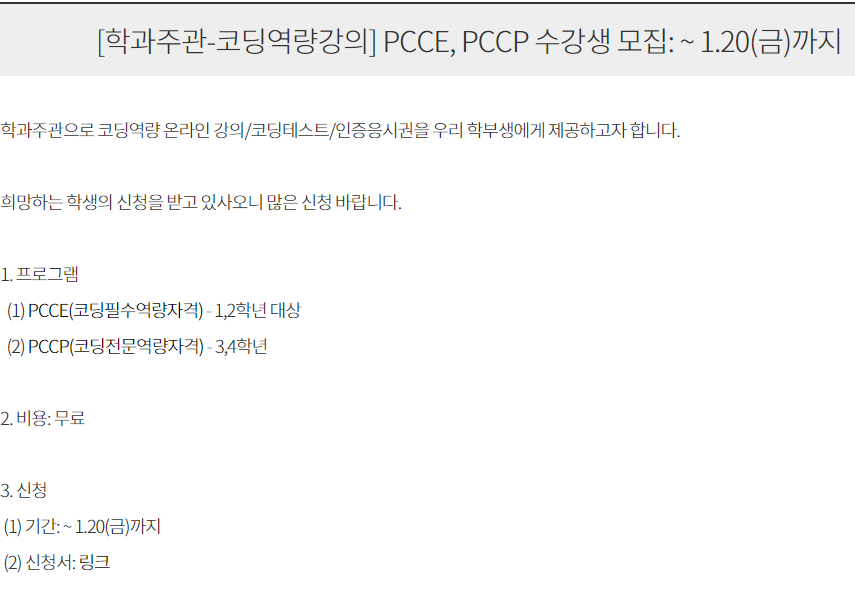 [학과주관-코딩역량강의] PCCE, PCCP 수강생 모집: ~ 1.20(금)까지
학과주관으로 코딩역량 온라인 강의/코딩테스트/인증응시권을 우리 학부생에게 제공하고자 합니다.
희망하는 학생의 신청을 받고 있사오니 많은 신청 바랍니다.
1. 프로그램
(1) PCCE(코딩필수역량자격) - 1,2학년 대상
(2) PCCP(코딩전문역량자격) - 3,4학년
2. 비용: 무료
3. 신청
(1) 기간: ~ 1.20(금)까지
(2) 신청서: 링크